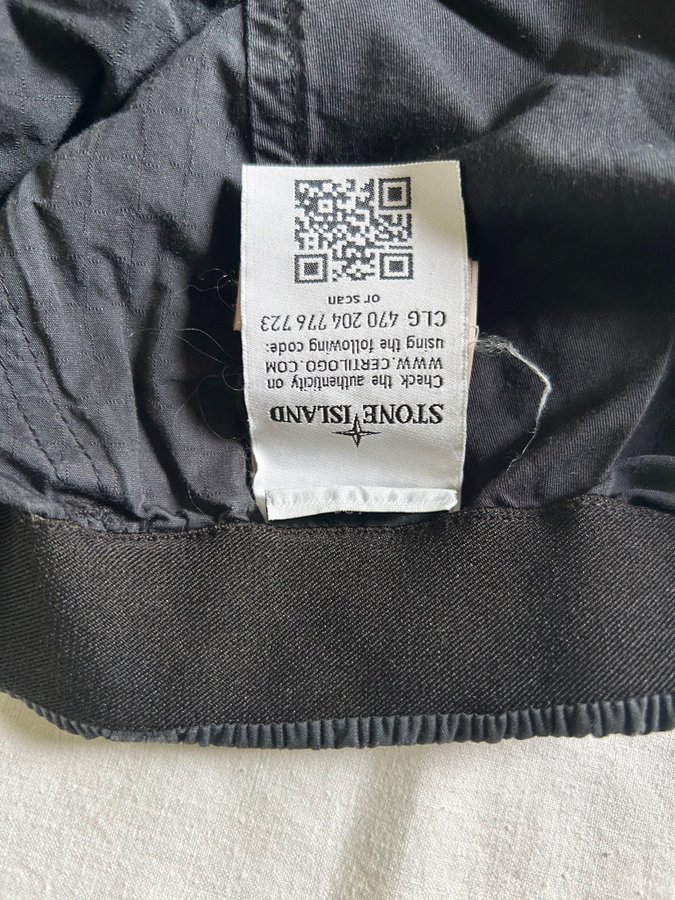 STONE ISLAND
Check the authenticity on
WWW.CERTILOGO.COM
using the following code:
CLG 470 204 776 723
or scan